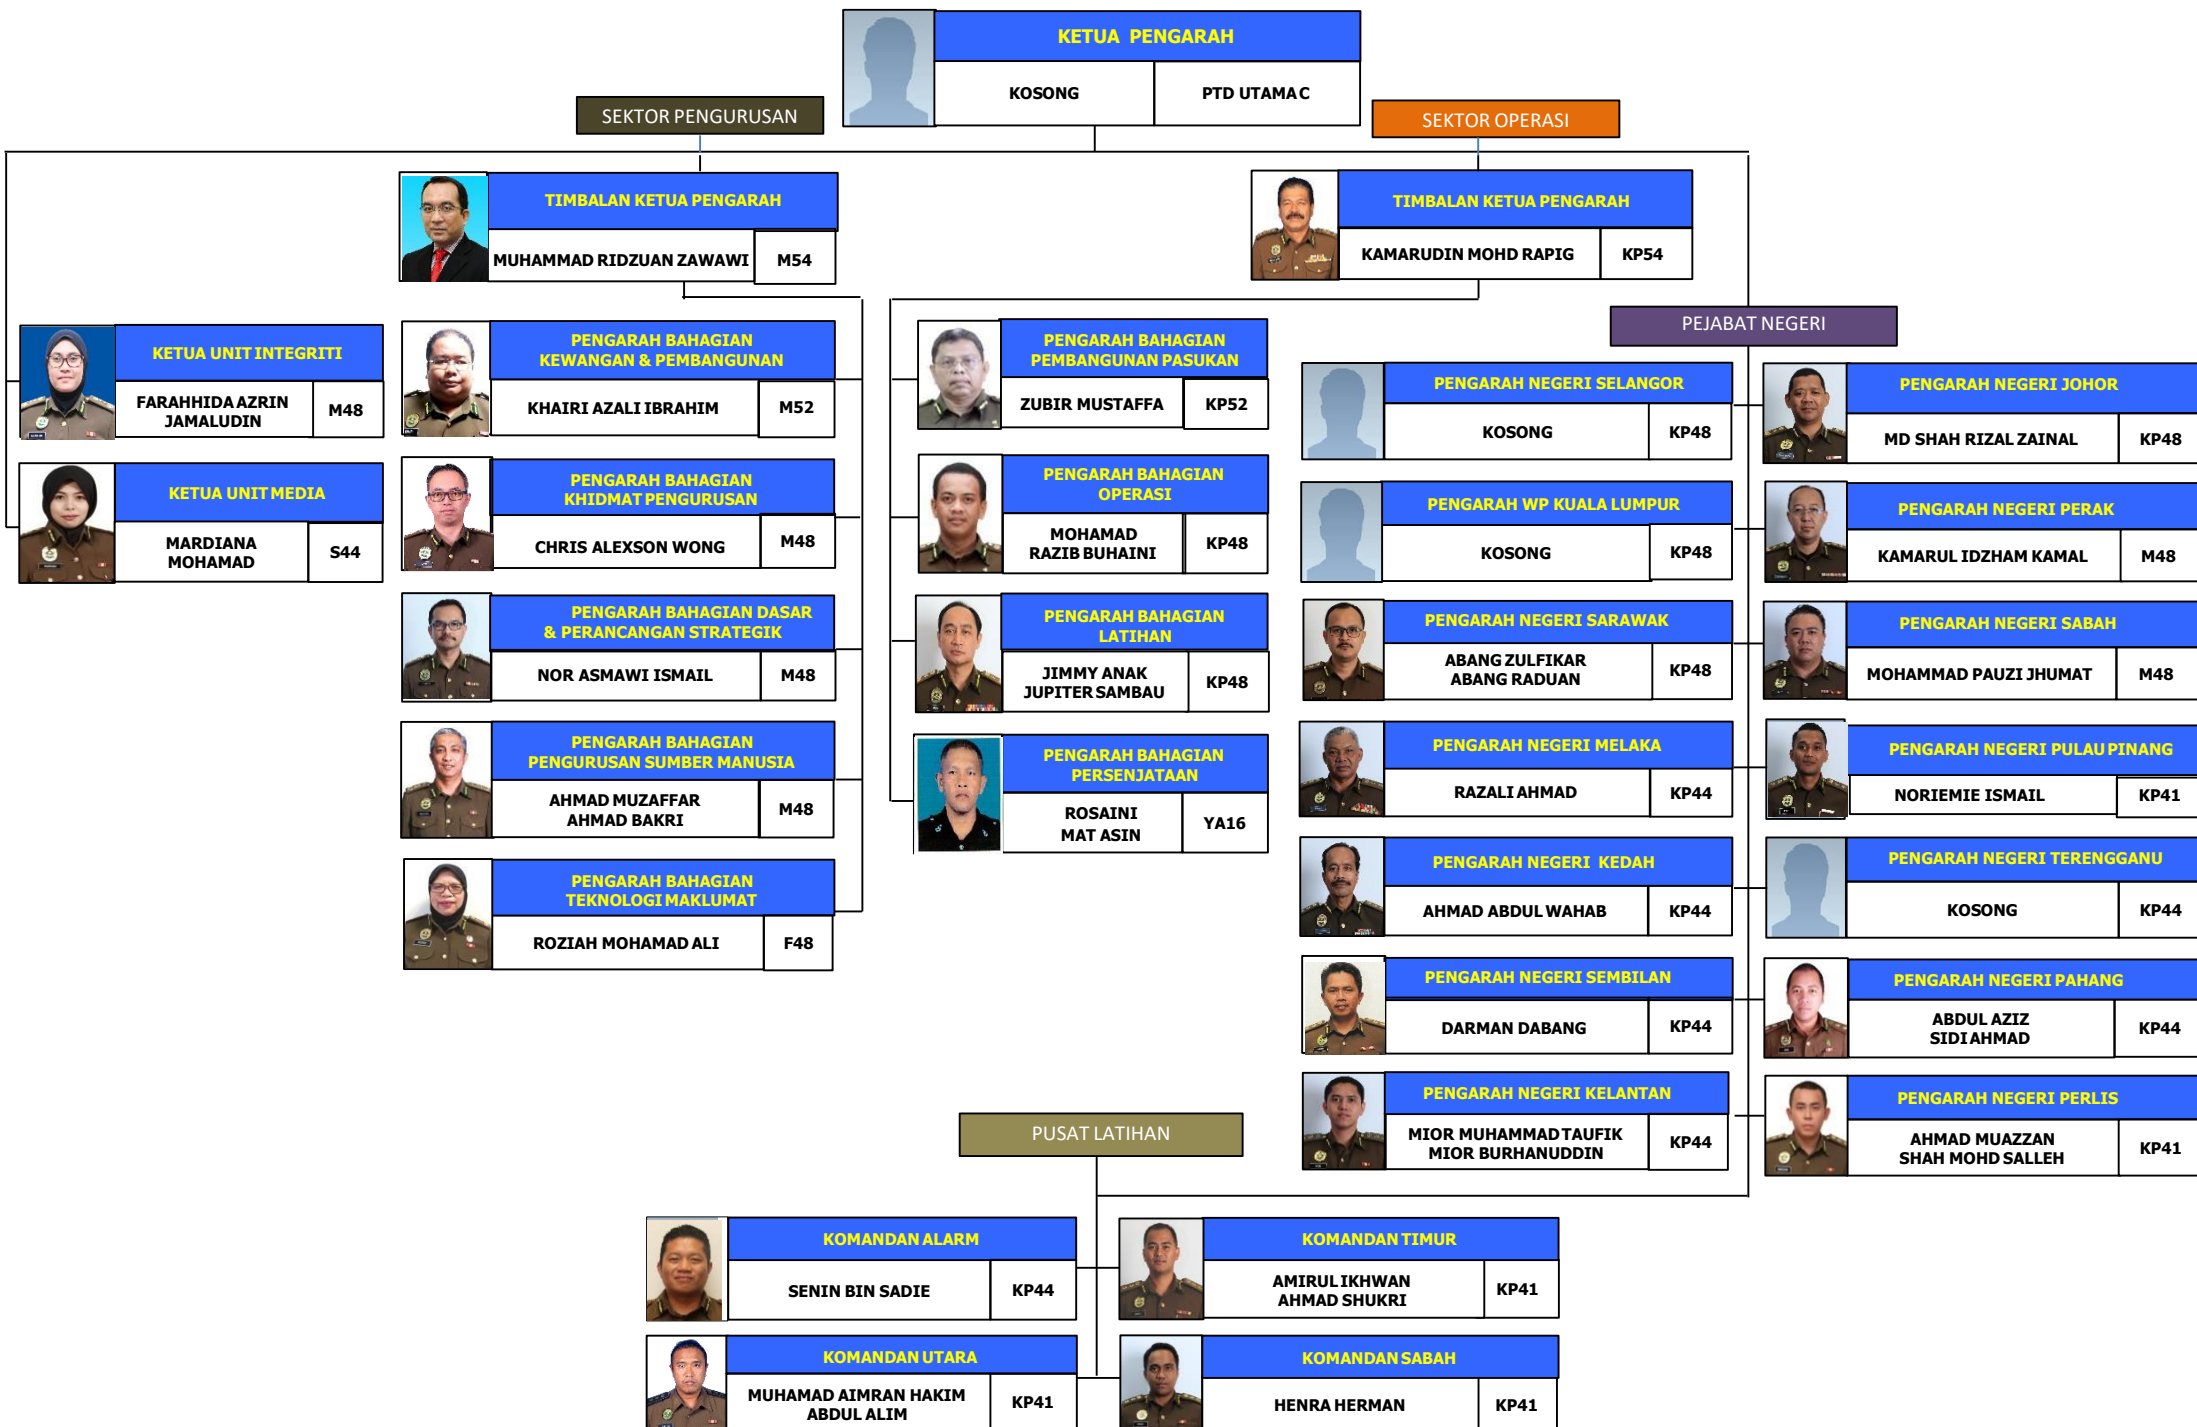 KETUA PENGARAH
KOSONG
PTD UTAMA C
SEKTOR PENGURUSAN
SEKTOR OPERASI
TIMBALAN KETUA PENGARAH
MUHAMMAD RIDZUAN ZAWAWI
M54
TIMBALAN KETUA PENGARAH
KAMARUDIN MOHD RAPIG
KP54
KETUA UNIT INTEGRITI
FARAHHIDA AZRIN
JAMALUDIN
M48
KETUA UNIT MEDIA
MARDIANA
MOHAMAD
S44
PENGARAH BAHAGIAN
KEWANGAN & PEMBANGUNAN
KHAIRI AZALI IBRAHIM
M52
PENGARAH BAHAGIAN
KHIDMAT PENGURUSAN
CHRIS ALEXSON WONG
M48
PENGARAH BAHAGIAN DASAR
& PERANCANGAN STRATEGIK
NOR ASMAWI ISMAIL
M48
PENGARAH BAHAGIAN
PENGURUSAN SUMBER MANUSIA
AHMAD MUZAFFAR
AHMAD BAKRI
M48
PENGARAH BAHAGIAN
TEKNOLOGI MAKLUMAT
ROZIAH MOHAMAD ALI
F48
PENGARAH BAHAGIAN
PEMBANGUNAN PASUKAN
ZUBIR MUSTAFFA
KP52
PENGARAH BAHAGIAN
OPERASI
MOHAMAD
RAZIB BUHAINI
KP48
PENGARAH BAHAGIAN
LATIHAN
JIMMY ANAK
JUPITER SAMBAU
KP48
PENGARAH BAHAGIAN
PERSENJATAAN
ROSAINI
MAT ASIN
YA16
PEJABAT NEGERI
PENGARAH NEGERI SELANGOR
KOSONG
KP48
PENGARAH NEGERI JOHOR
MD SHAH RIZAL ZAINAL
KP48
PENGARAH WP KUALA LUMPUR
KOSONG
KP48
PENGARAH NEGERI PERAK
KAMARUL IDZHAM KAMAL
M48
PENGARAH NEGERI SARAWAK
ABANG ZULFIKAR
ABANG RADUAN
KP48
PENGARAH NEGERI SABAH
MOHAMMAD PAUZI JHUMAT
M48
PENGARAH NEGERI MELAKA
RAZALI AHMAD
KP44
PENGARAH NEGERI PULAU PINANG
NORIEMIE ISMAIL
KP41
PENGARAH NEGERI KEDAH
AHMAD ABDUL WAHAB
KP44
PENGARAH NEGERI TERENGGANU
KOSONG
KP44
PENGARAH NEGERI SEMBILAN
DARMAN DABANG
KP44
PENGARAH NEGERI PAHANG
ABDUL AZIZ
SIDI AHMAD
KP44
PENGARAH NEGERI KELANTAN
MIOR MUHAMMAD TAUFIK
MIOR BURHANUDDIN
KP44
PENGARAH NEGERI PERLIS
AHMAD MUAZZAN
SHAH MOHD SALLEH
KP41
PUSAT LATIHAN
KOMANDAN ALARM
SENIN BIN SADIE
KP44
KOMANDAN TIMUR
AMIRUL IKHWAN
AHMAD SHUKRI
KP41
KOMANDAN UTARA
MUHAMAD AIMRAN HAKIM
ABDUL ALIM
KP41
KOMANDAN SABAH
HENRA HERMAN
KP41